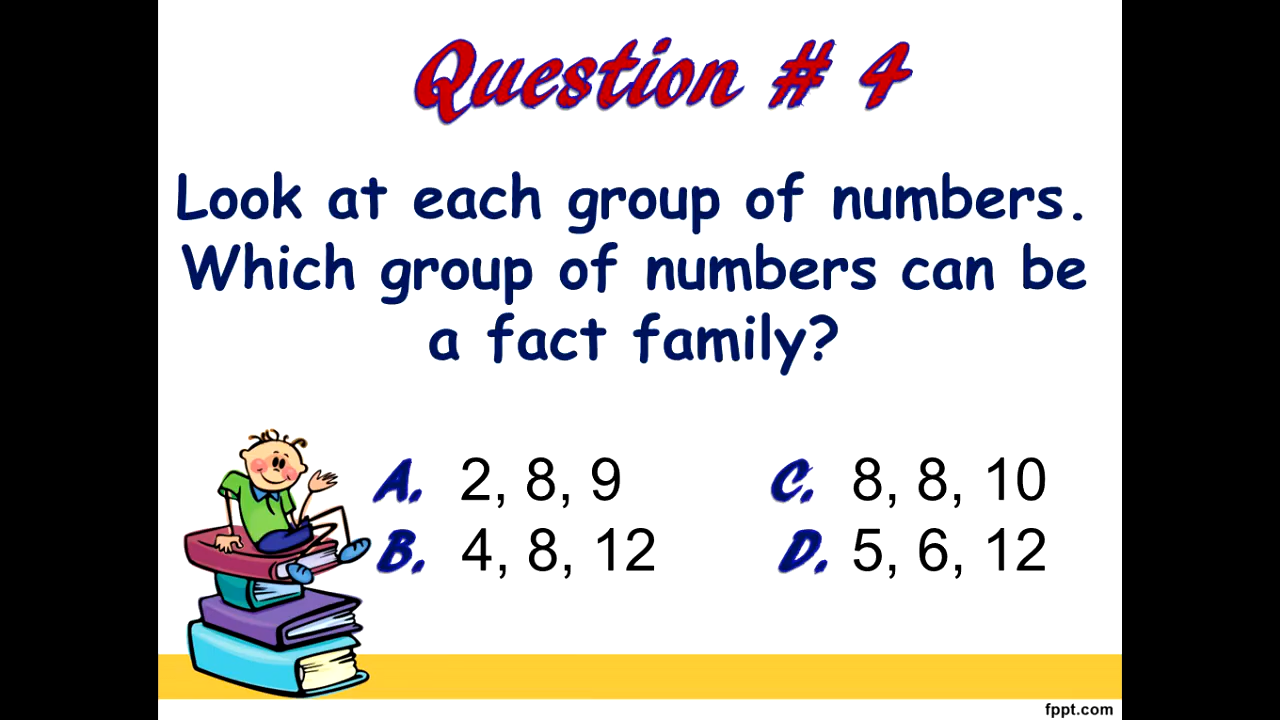 Question # 4
Look at each group of numbers.
Which group of numbers can be
a fact family?
A. 2, 8, 9
C. 8, 8, 10
B. 4, 8, 12
D. 5, 6, 12
fppt.com